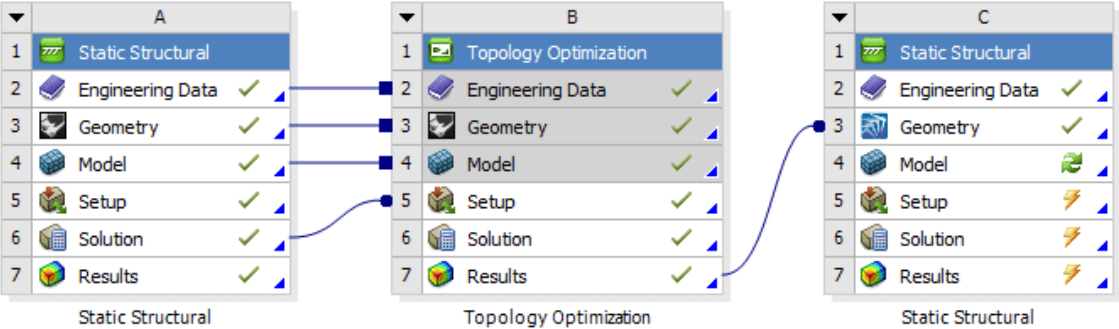 A
1 Static Structural
2 Engineering Data
3 Geometry
4 Model
5 Setup
6 Solution
7 Results
Static Structural
B
1 Topology Optimization
2 Engineering Data
3 Geometry
4 Model
5 Setup
6 Solution
7 Results
Topology Optimization
C
1 Static Structural
2 Engineering Data
3 Geometry
4 Model
5 Setup
6 Solution
7 Results
Static Structural